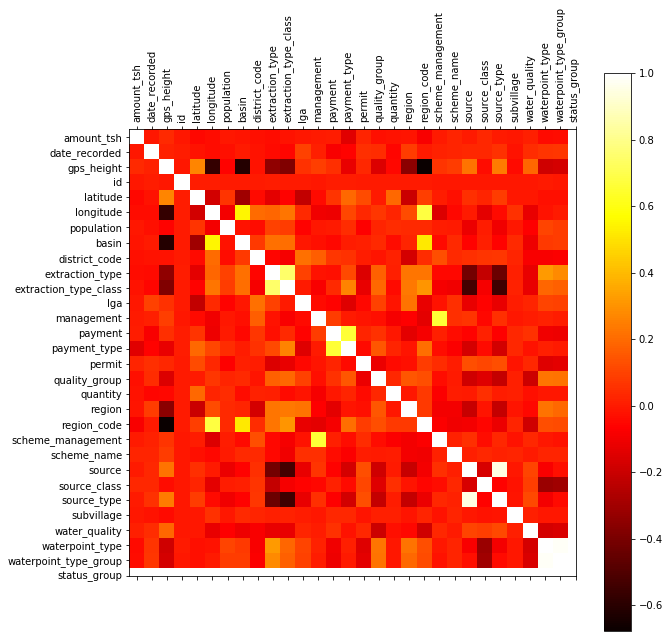 amount_tsh
date_recorded
gps_height
id
latitude
longitude
population
basin
district_code
extraction_type
extraction_type_class
lga
management
payment
payment_type
permit
quality_group
quantity
region
region_code
scheme_management
scheme_name
source
source_class
source_type
subvillage
water_quality
waterpoint_type
waterpoint_type_group
status_group
amount_tsh
date_recorded
gps_height
id
latitude
longitude
population
basin
district_code
extraction_type
extraction_type_class
lga
management
payment
payment_type
permit
quality_group
quantity
region
region_code
scheme_management
scheme_name
source
source_class
source_type
subvillage
water_quality
waterpoint_type
waterpoint_type_group
status_group
1.0
0.8
0.6
0.4
0.2
0.0
−0.2
−0.4
−0.6